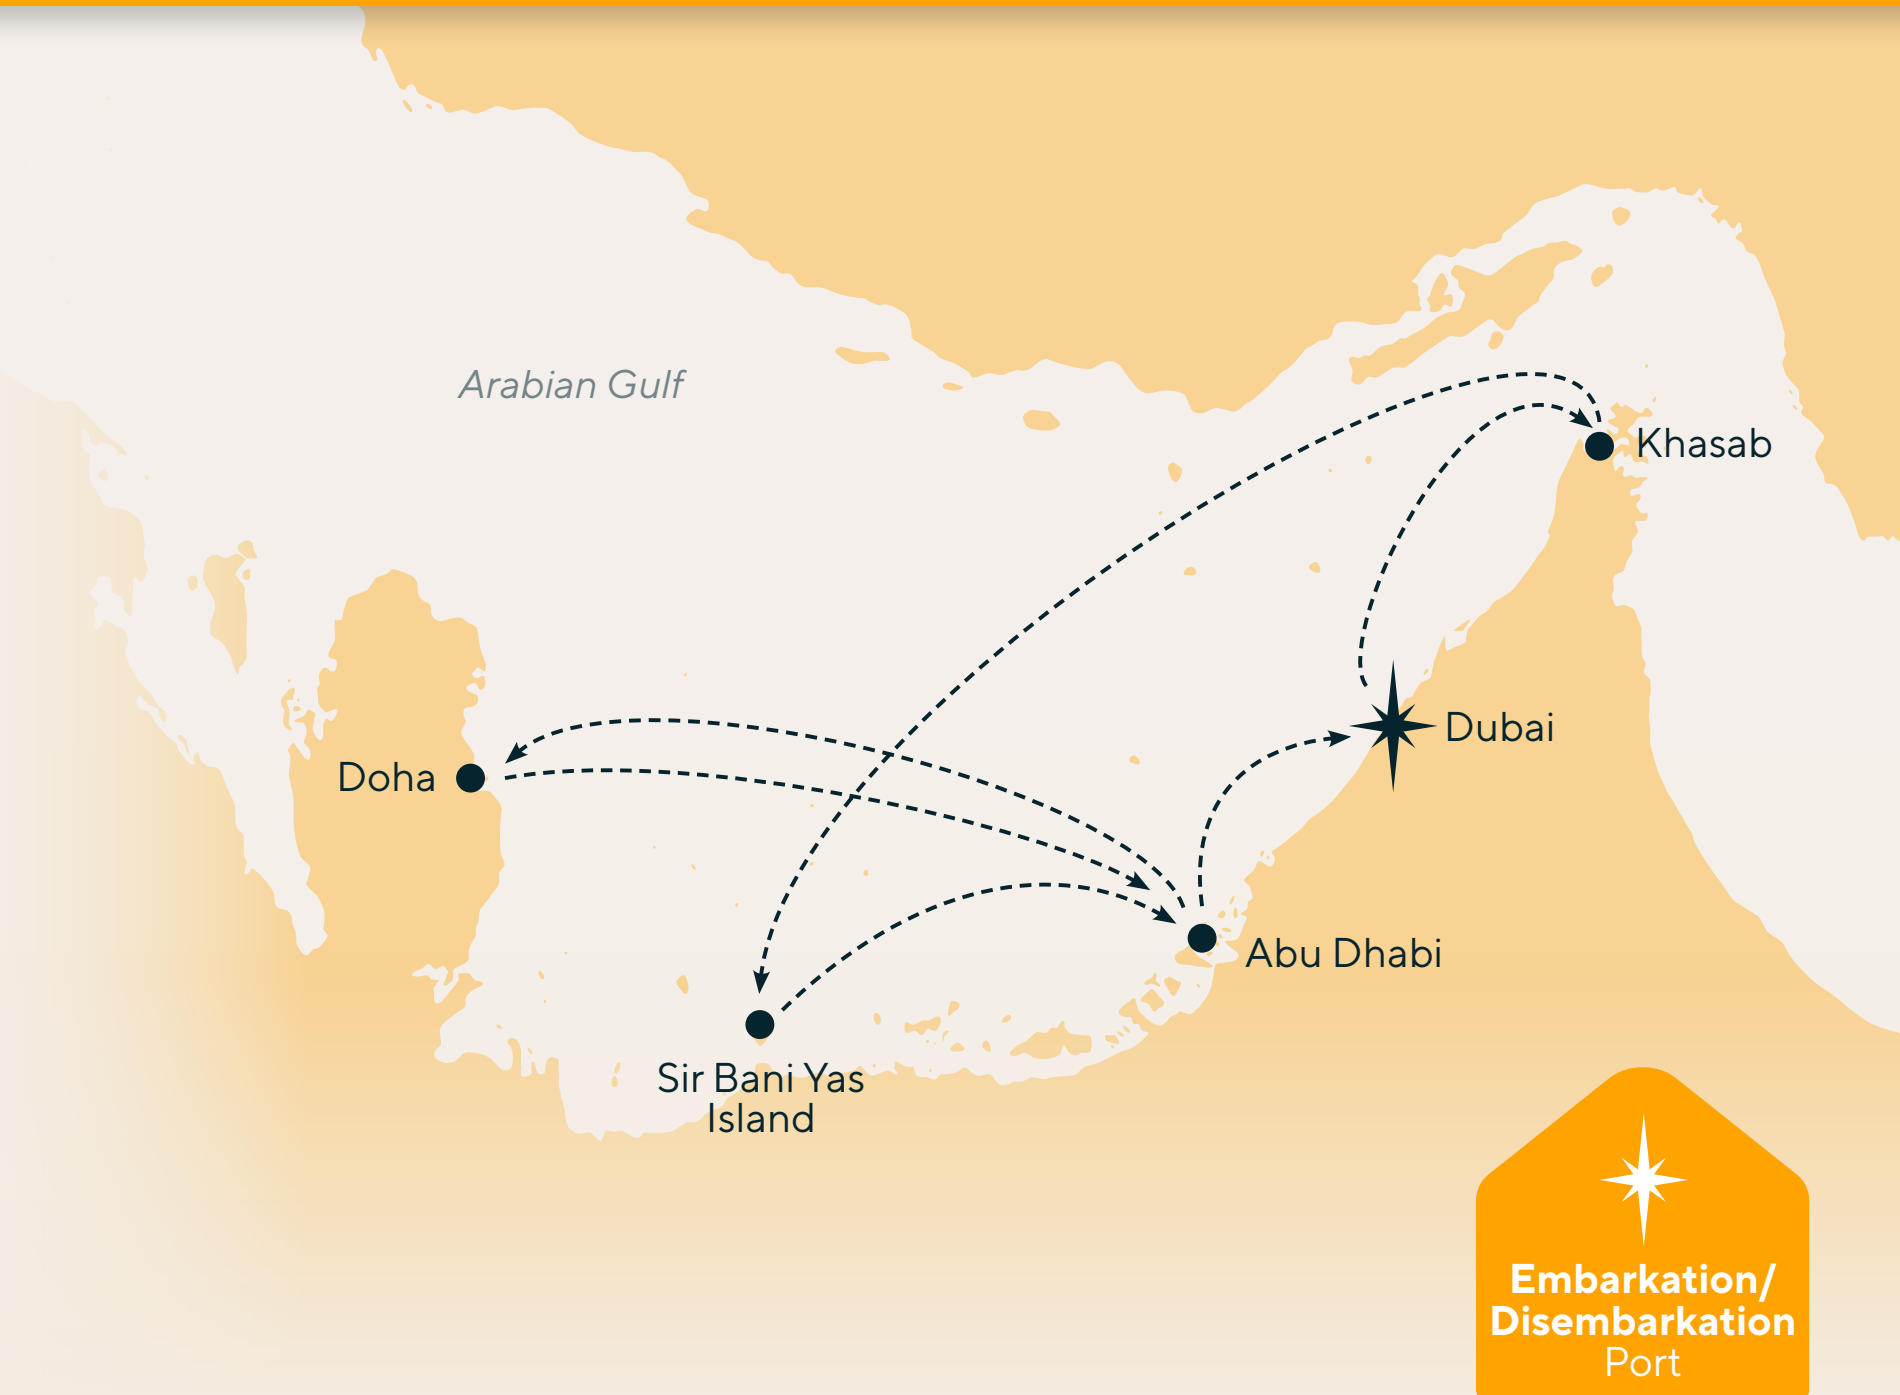 Arabian Gulf
Khasab
Dubai
Doha
Abu Dhabi
Sir Bani Yas
Island
Embarkation/
Disembarkation
Port